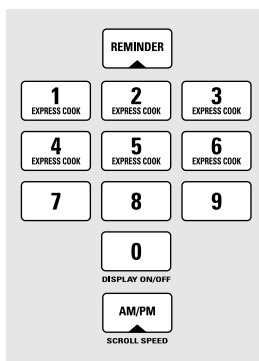 REMINDER
1 2 3
EXPRESS COOK EXPRESS COOK EXPRESS COOK
4 5 6
EXPRESS COOK EXPRESS COOK EXPRESS COOK
7 8 9
0
DISPLAY ON/OFF
AM/PM
SCROLL SPEED